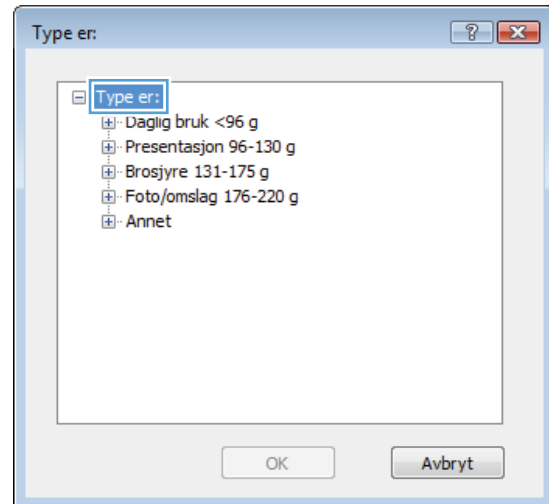 Type er:
Type er:
Daglig bruk <96 g
Presentasjon 96-130 g
Brosjyre 131-175 g
Foto/omslag 176-220 g
Annet
OK
Avbryt